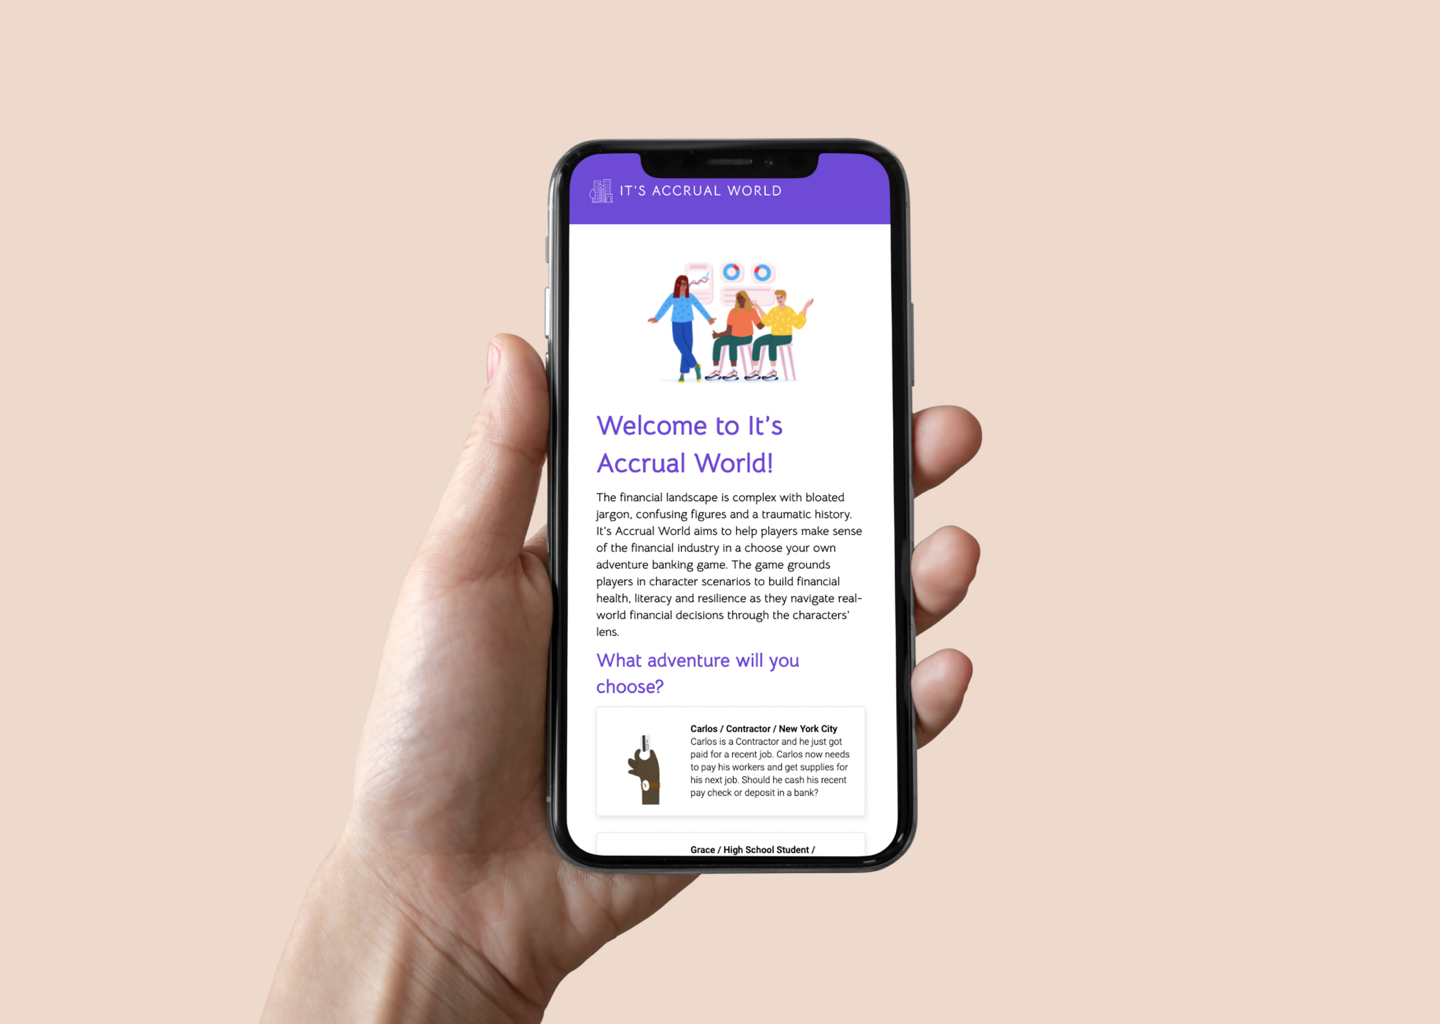 IT'S ACCRUAL WORLD
Welcome to It's
Accrual World!
The financial landscape is complex with bloated
jargon, confusing figures and a traumatic history.
It's Accrual World aims to help players make sense
of the financial industry in a choose your own
adventure banking game. The game grounds
players in character scenarios to build financial
health, literacy and resilience as they navigate real-
world financial decisions through the characters'
lens.
What adventure will you
choose?
Carlos / Contractor / New York City
Carlos is a Contractor and he just got
paid for a recent job. Carlos now needs
to pay his workers and get supplies for
his next job. Should he cash his recent
pay check or deposit in a bank?
Grace / High School Student /